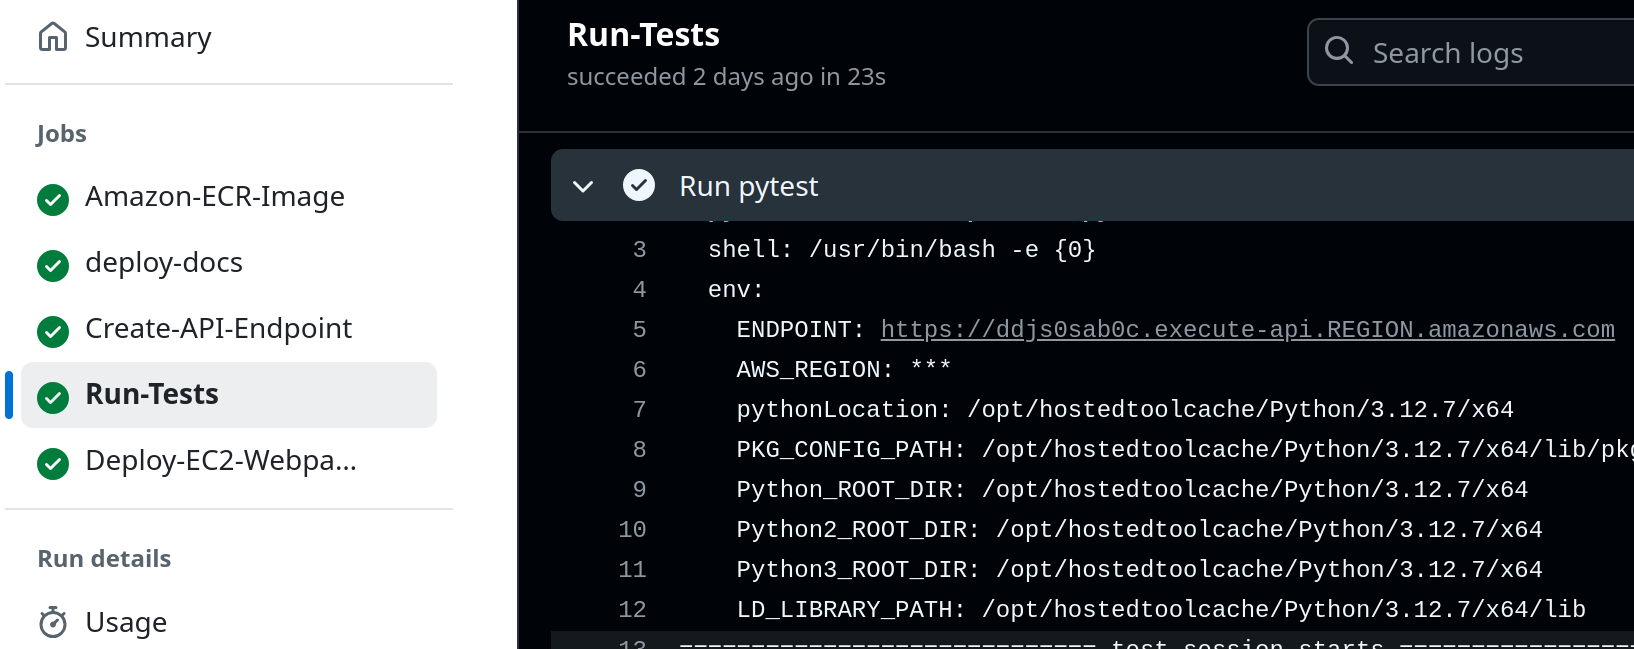 Summary
Jobs
Amazon-ECR-Image
deploy-docs
Create-API-Endpoint
Run-Tests
Deploy-EC2-Webpa...
Run details
Usage
Run-Tests
succeeded 2 days ago in 23s
Search logs
Run pytest
3 shell: /usr/bin/bash -e {0}
4 env:
5 ENDPOINT: https://ddjs0sab0c.execute-api.REGION.amazonaws.com
6 AWS_REGION: ***
7 pythonLocation: /opt/hostedtoolcache/Python/3.12.7/x64
8 PKG_CONFIG_PATH: /opt/hostedtoolcache/Python/3.12.7/x64/lib/pkg
9 Python_ROOT_DIR: /opt/hostedtoolcache/Python/3.12.7/x64
10 Python2_ROOT_DIR: /opt/hostedtoolcache/Python/3.12.7/x64
11 Python3_ROOT_DIR: /opt/hostedtoolcache/Python/3.12.7/x64
12 LD_LIBRARY_PATH: /opt/hostedtoolcache/Python/3.12.7/x64/lib
13 ============================= test session starts =================